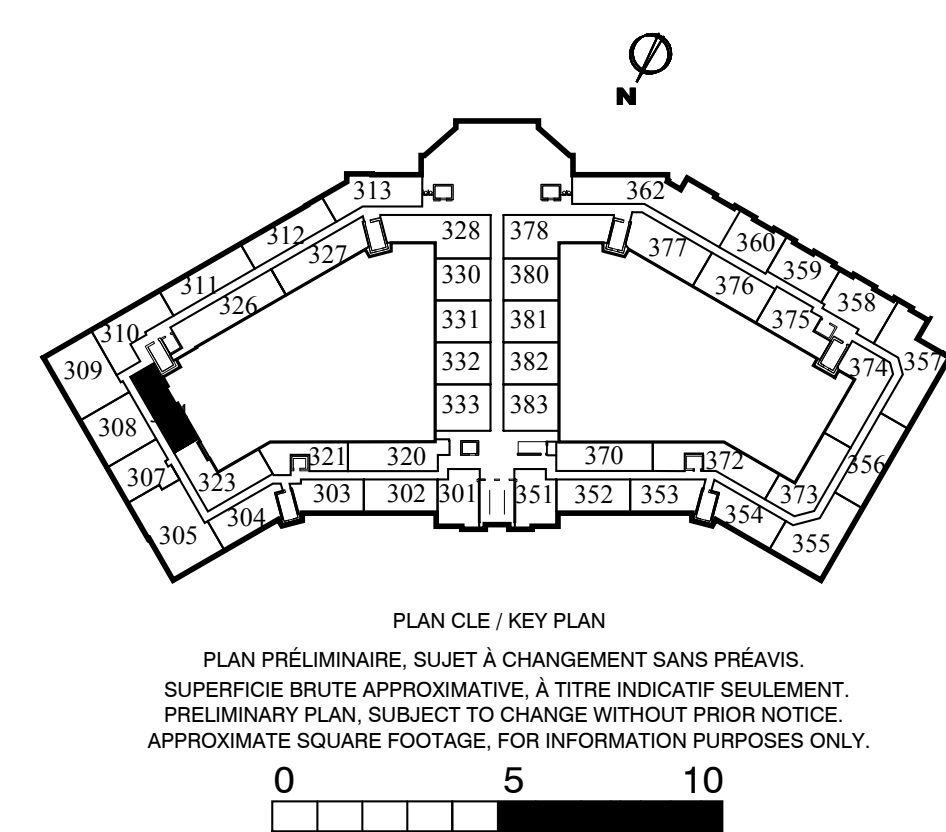 N
313 362
312 328 378 360
327 377 359
311 330 380 376 358
326 331 381 375
310 332 382 374 357
309 333 383
308 321 320 370 372 356
307 323 303 302 301 351 352 353 373
305 304 354 355
PLAN CLE / KEY PLAN
PLAN PRÉLIMINAIRE, SUJET À CHANGEMENT SANS PRÉAVIS.
SUPERFICIE BRUTE APPROXIMATIVE, À TITRE INDICATIF SEULEMENT.
PRELIMINARY PLAN, SUBJECT TO CHANGE WITHOUT PRIOR NOTICE.
APPROXIMATE SQUARE FOOTAGE, FOR INFORMATION PURPOSES ONLY.
0 5 10